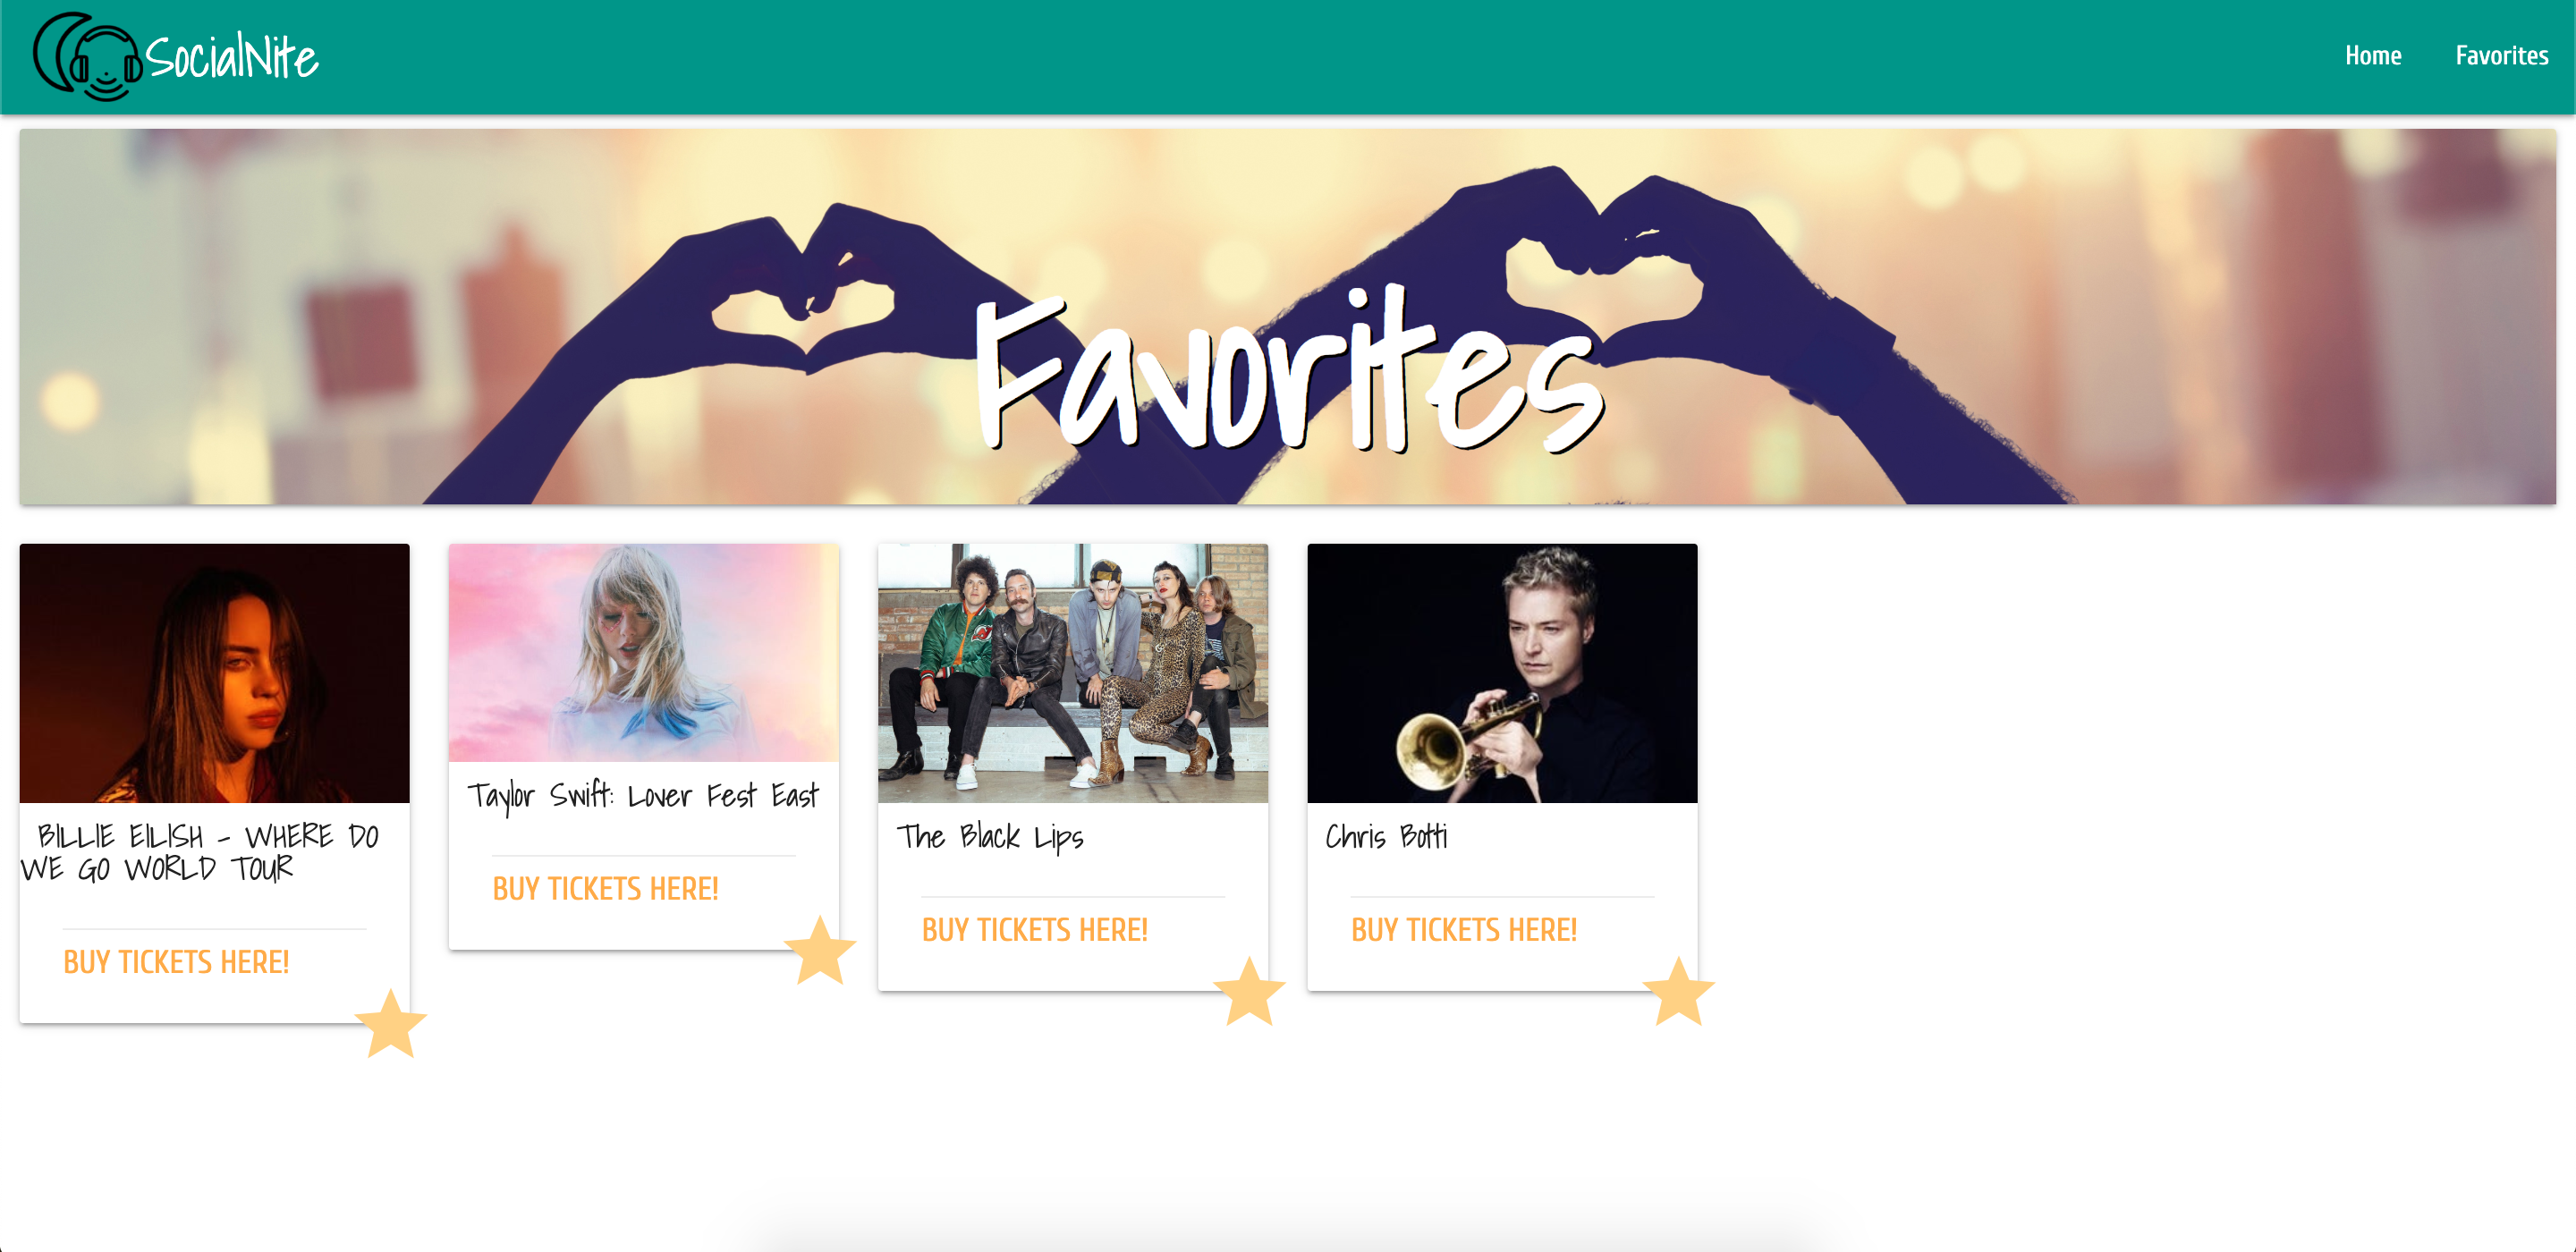 SocialNite
Home
Favorites
Favorites
BILLIE EILISH - WHERE DO
WE GO WORLD TOUR
BUY TICKETS HERE!
Taylor Swift: Lover Fest East
BUY TICKETS HERE!
The Black Lips
BUY TICKETS HERE!
Chris Botti
BUY TICKETS HERE!